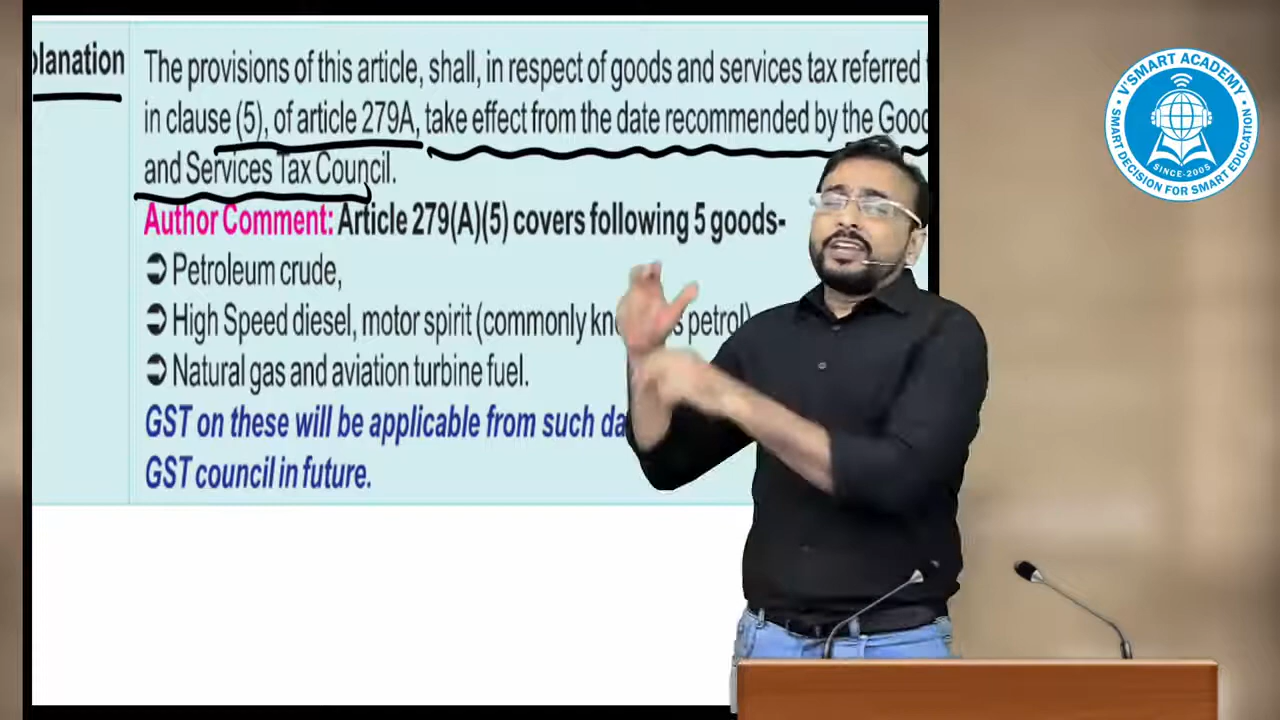 planation
The provisions of this article, shall, in respect of goods and services tax referred
in clause (5), of article 279A, take effect from the date recommended by the
and Services Tax Council.
Author Comment: Article 279(A)(5) covers following 5 goods-
➲ Petroleum crude,
➲ High Speed diesel, motor spirit (commonly petrol)
➲ Natural gas and aviation turbine fuel.
GST on these will be applicable from such
GST council in future.
V'SMART ACADEMY
SINCE-2005
SMART DECISION FOR SMART EDUCATION